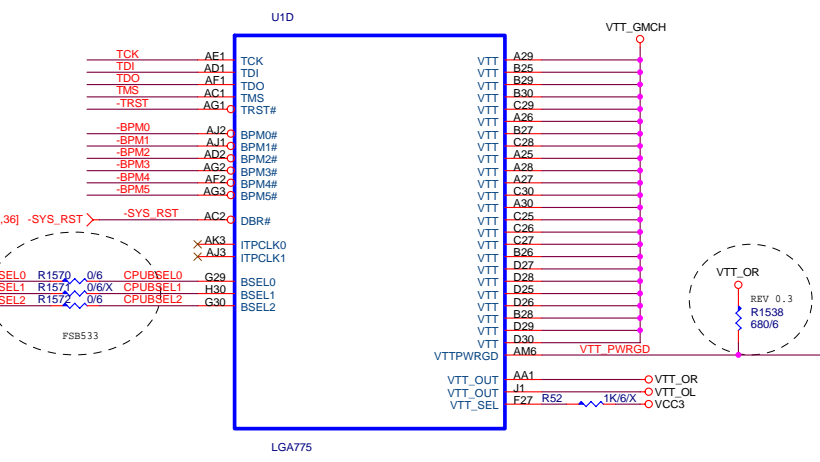 U1D
VTT_GMCH
TCK AE1 TCK VTT A29
TDI AD1 TDI VTT B25
TDO AF1 TDO VTT B29
TMS AC1 TMS VTT B30
-TRST AG1 TRST# VTT C29
VTT A26
-BPM0 AJ2 BPM0# VTT B27
-BPM1 AJ1 BPM1# VTT C28
-BPM2 AD2 BPM2# VTT A25
-BPM3 AG2 BPM3# VTT A28
-BPM4 AF2 BPM4# VTT A27
-BPM5 AG3 BPM5# VTT C30
VTT A30
,36] -SYS_RST -SYS_RST AC2 DBR# VTT C25
VTT C26
AK3 ITPCLK0 VTT C27
AJ3 ITPCLK1 VTT B26
VTT D27
SEL0 R1570 0/6 CPUBSEL0 G29 BSEL0 VTT D28
SEL1 R1571 0/6/X CPUBSEL1 H30 BSEL1 VTT D25
SEL2 R1572 0/6 CPUBSEL2 G30 BSEL2 VTT D26
VTT B28
VTT D29
VTT D30
FSB533
VTT_OR
REV 0.3
R1538
680/6
VTTPWRGD AM6 VTT_PWRGD
VTT_OUT AA1 VTT_OR
VTT_OUT J1 VTT_OL
VTT_SEL F27 R52 1K/6/X VCC3
LGA775